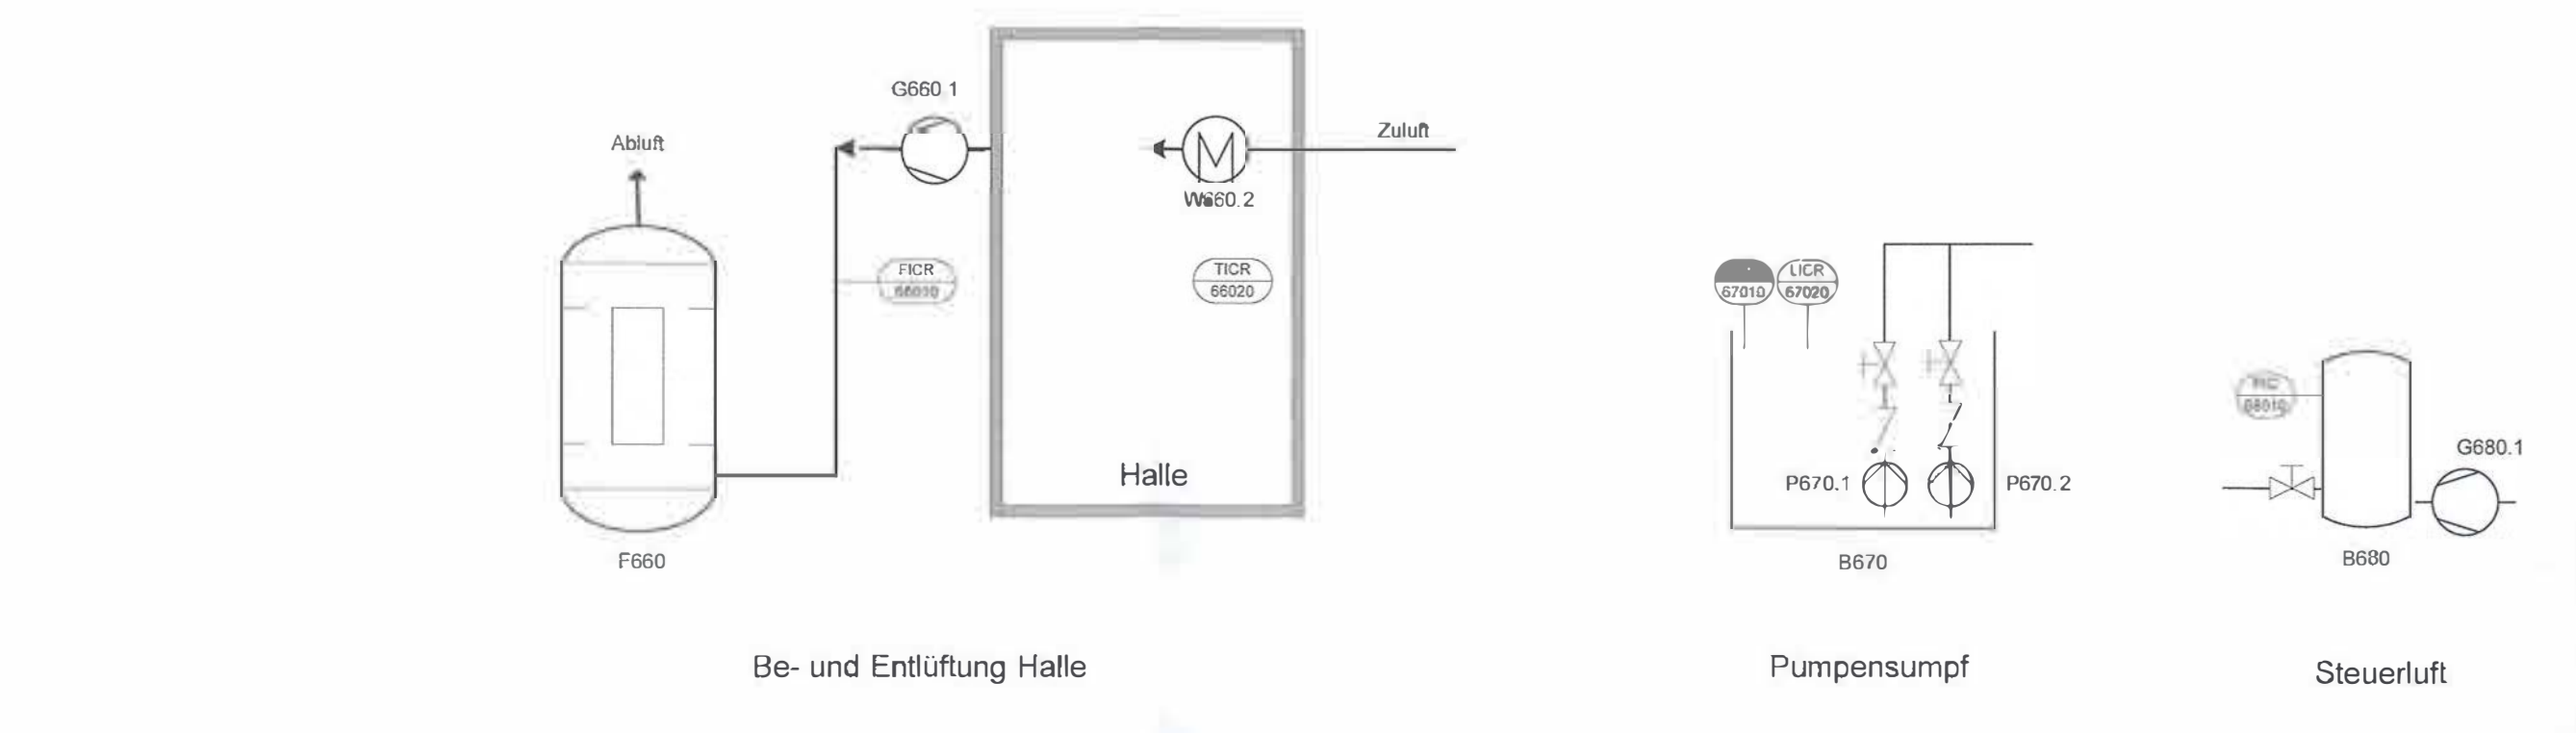 G660.1
Abluft
Zuluft
W660.2
FICR
TICR
66020
Halle
F660
LICR
67010
67020
P670.1
P670.2
B670
G680.1
B680
Be- und Entlüftung Halle
Pumpensumpf
Steuerluft